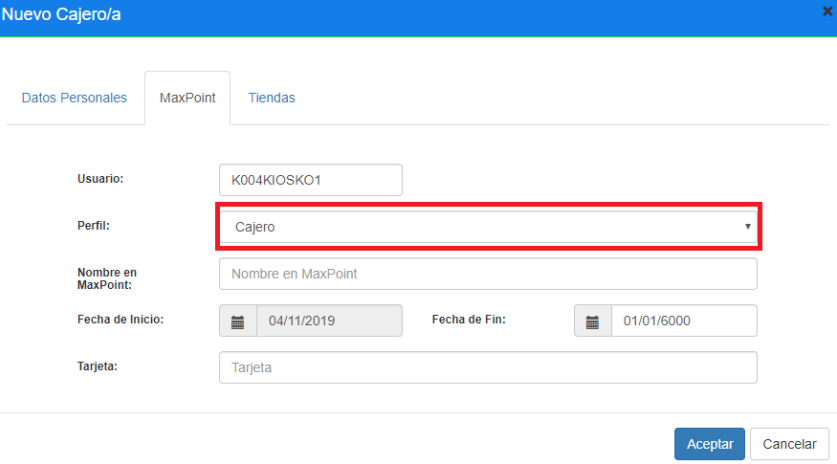 Nuevo Cajero/a
×
Datos Personales MaxPoint Tiendas
Usuario: K004KIOSKO1
Perfil: Cajero
Nombre en
MaxPoint: Nombre en MaxPoint
Fecha de Inicio: 04/11/2019 Fecha de Fin: 01/01/6000
Tarjeta: Tarjeta
Aceptar Cancelar